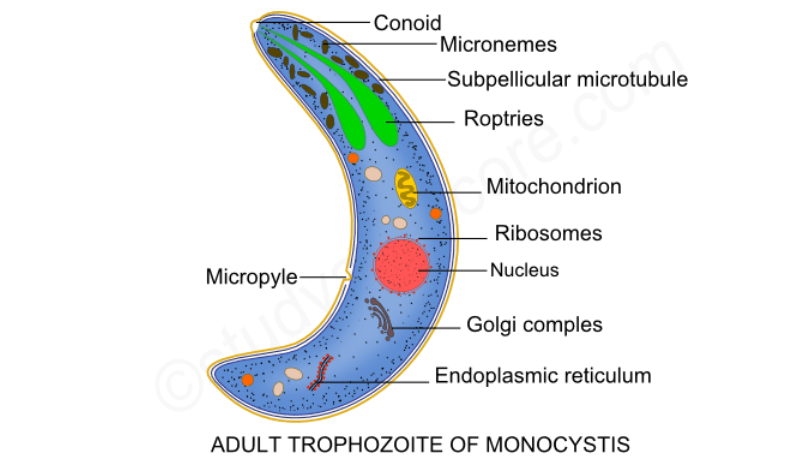 Conoid
Micronemes
Subpellicular microtubule
Roptries
Mitochondrion
Ribosomes
Nucleus
Micropyle
Golgi comples
Endoplasmic reticulum
ADULT TROPHOZOITE OF MONOCYSTIS